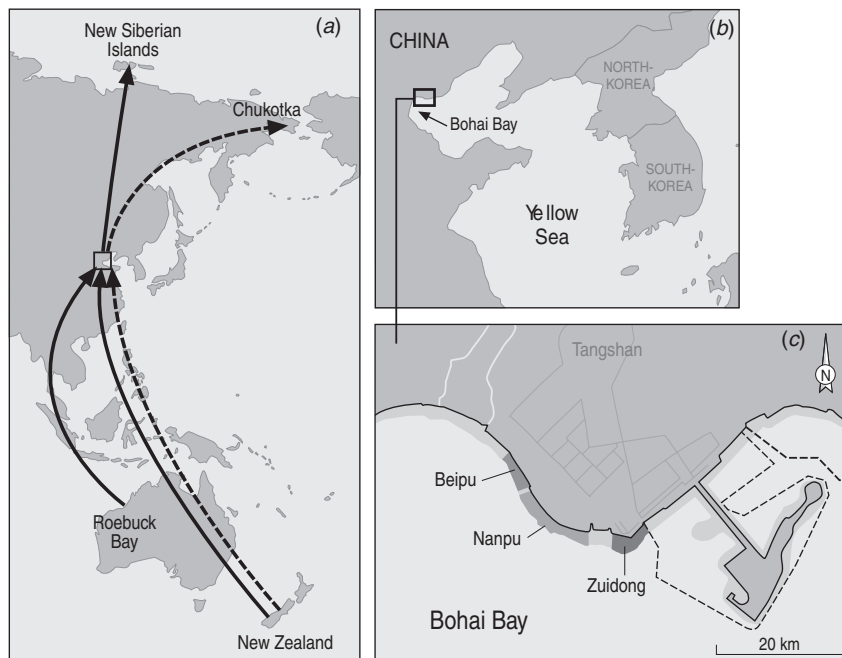 (a)
New Siberian
Islands
Chukotka
Roebuck
Bay
New Zealand
(b)
CHINA
NORTH-
KOREA
Bohai Bay
SOUTH-
KOREA
Yellow
Sea
(c)
Tangshan
N
Beipu
Nanpu
Zuidong
Bohai Bay
20 km